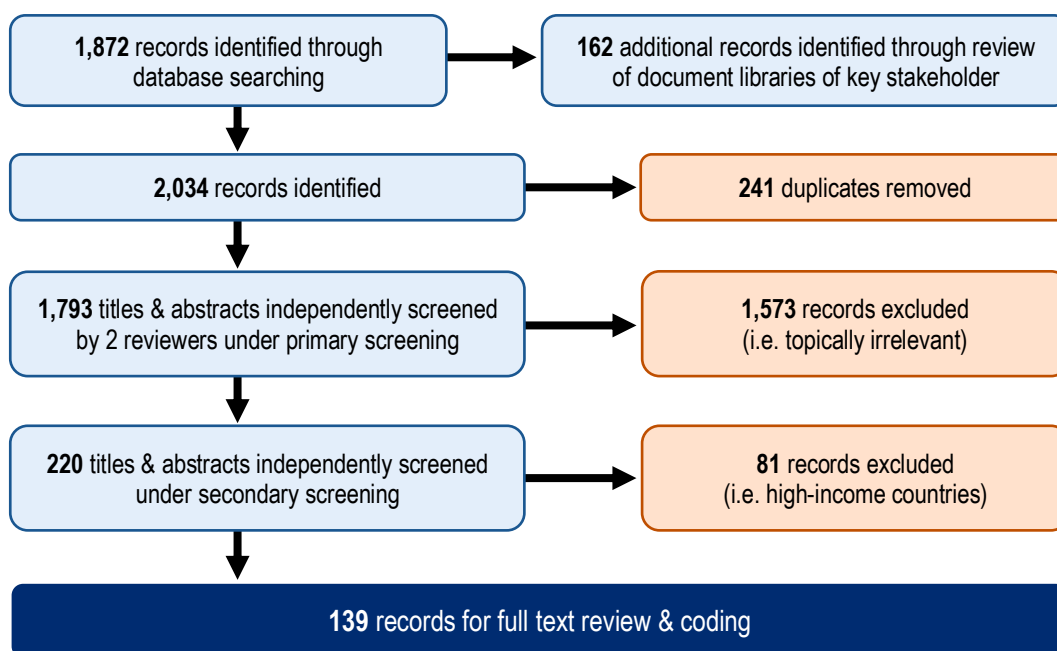 1,872 records identified through
database searching
162 additional records identified through review
of document libraries of key stakeholder
2,034 records identified
241 duplicates removed
1,793 titles & abstracts independently screened
by 2 reviewers under primary screening
1,573 records excluded
(i.e. topically irrelevant)
220 titles & abstracts independently screened
under secondary screening
81 records excluded
(i.e. high-income countries)
139 records for full text review & coding